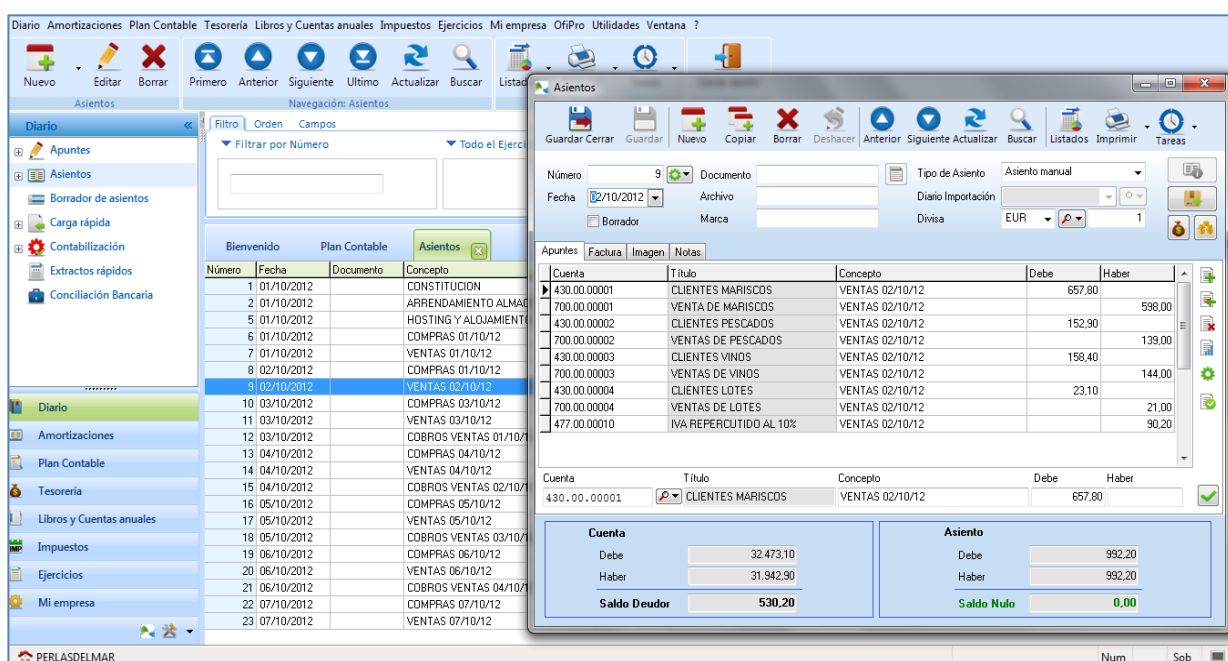 Diario Amortizaciones Plan Contable Tesorería Libros y Cuentas anuales Impuestos Ejercicios Mi empresa OfiPro Utilidades Ventana ?
Nuevo Editar Borrar Primero Anterior Siguiente Ultimo Actualizar Buscar
Asientos Navegación: Asientos
Diario «
Apuntes
Asientos
Borrador de asientos
Carga rápida
Contabilización
Extractos rápidos
Conciliación Bancaria
Diario
Amortizaciones
Plan Contable
Tesorería
Libros y Cuentas anuales
Impuestos
Ejercicios
Mi empresa
Filtro Orden Campos
Filtrar por Número Todo el
Bienvenido Plan Contable Asientos
Número Fecha Documento Concepto
1 01/10/2012 CONSTITUCION
2 01/10/2012 ARRENDAMIENTO
5 01/10/2012 HOSTING Y
6 01/10/2012 COMPRAS 01/10/12
7 01/10/2012 VENTAS 01/10/12
8 02/10/2012 COMPRAS 01/10/12
9 02/10/2012 VENTAS 02/10/12
10 03/10/2012 COMPRAS 03/10/12
11 03/10/2012 VENTAS 03/10/12
12 03/10/2012 COBROS VENTAS 01/10/1
13 04/10/2012 COMPRAS 04/10/12
14 04/10/2012 VENTAS 04/10/12
15 04/10/2012 COBROS VENTAS 02/10/1
16 05/10/2012 COMPRAS 05/10/12
17 05/10/2012 VENTAS 05/10/12
18 05/10/2012 COBROS VENTAS 03/10/1
19 06/10/2012 COMPRAS 06/10/12
20 06/10/2012 VENTAS 06/10/12
21 06/10/2012 COBROS VENTAS 04/10/1
22 07/10/2012 COMPRAS 07/10/12
23 07/10/2012 VENTAS 07/10/12
Asientos
Guardar Cerrar Guardar Nuevo Copiar Borrar Deshacer Anterior Siguiente Actualizar Buscar Listados Imprimir Tareas
Número 9 Documento Tipo de Asiento Asiento manual
Fecha 02/10/2012 Archivo Diario Importación
Borrador Marca Divisa EUR 1
Apuntes Factura Imagen Notas
Cuenta Título Concepto Debe Haber
430.00.00001 CLIENTES MARISCOS VENTAS 02/10/12 657,80
700.00.00001 VENTA DE MARISCOS VENTAS 02/10/12 598,00
430.00.00002 CLIENTES PESCADOS VENTAS 02/10/12 152,90
700.00.00002 VENTAS DE PESCADOS VENTAS 02/10/12 139,00
430.00.00003 CLIENTES VINOS VENTAS 02/10/12 158,40
700.00.00003 VENTAS DE VINOS VENTAS 02/10/12 144,00
430.00.00004 CLIENTES LOTES VENTAS 02/10/12 23,10
700.00.00004 VENTAS DE LOTES VENTAS 02/10/12 21,00
477.00.00010 IVA REPERCUTIDO AL 10% VENTAS 02/10/12 90,20
Cuenta Título Concepto Debe Haber
430.00.00001 CLIENTES MARISCOS VENTAS 02/10/12 657,80
Cuenta Asiento
Debe 32.473,10 Debe 992,20
Haber 31.942,90 Haber 992,20
Saldo Deudor 530,20 Saldo Nulo 0,00
PERLASDELMAR Num Sob